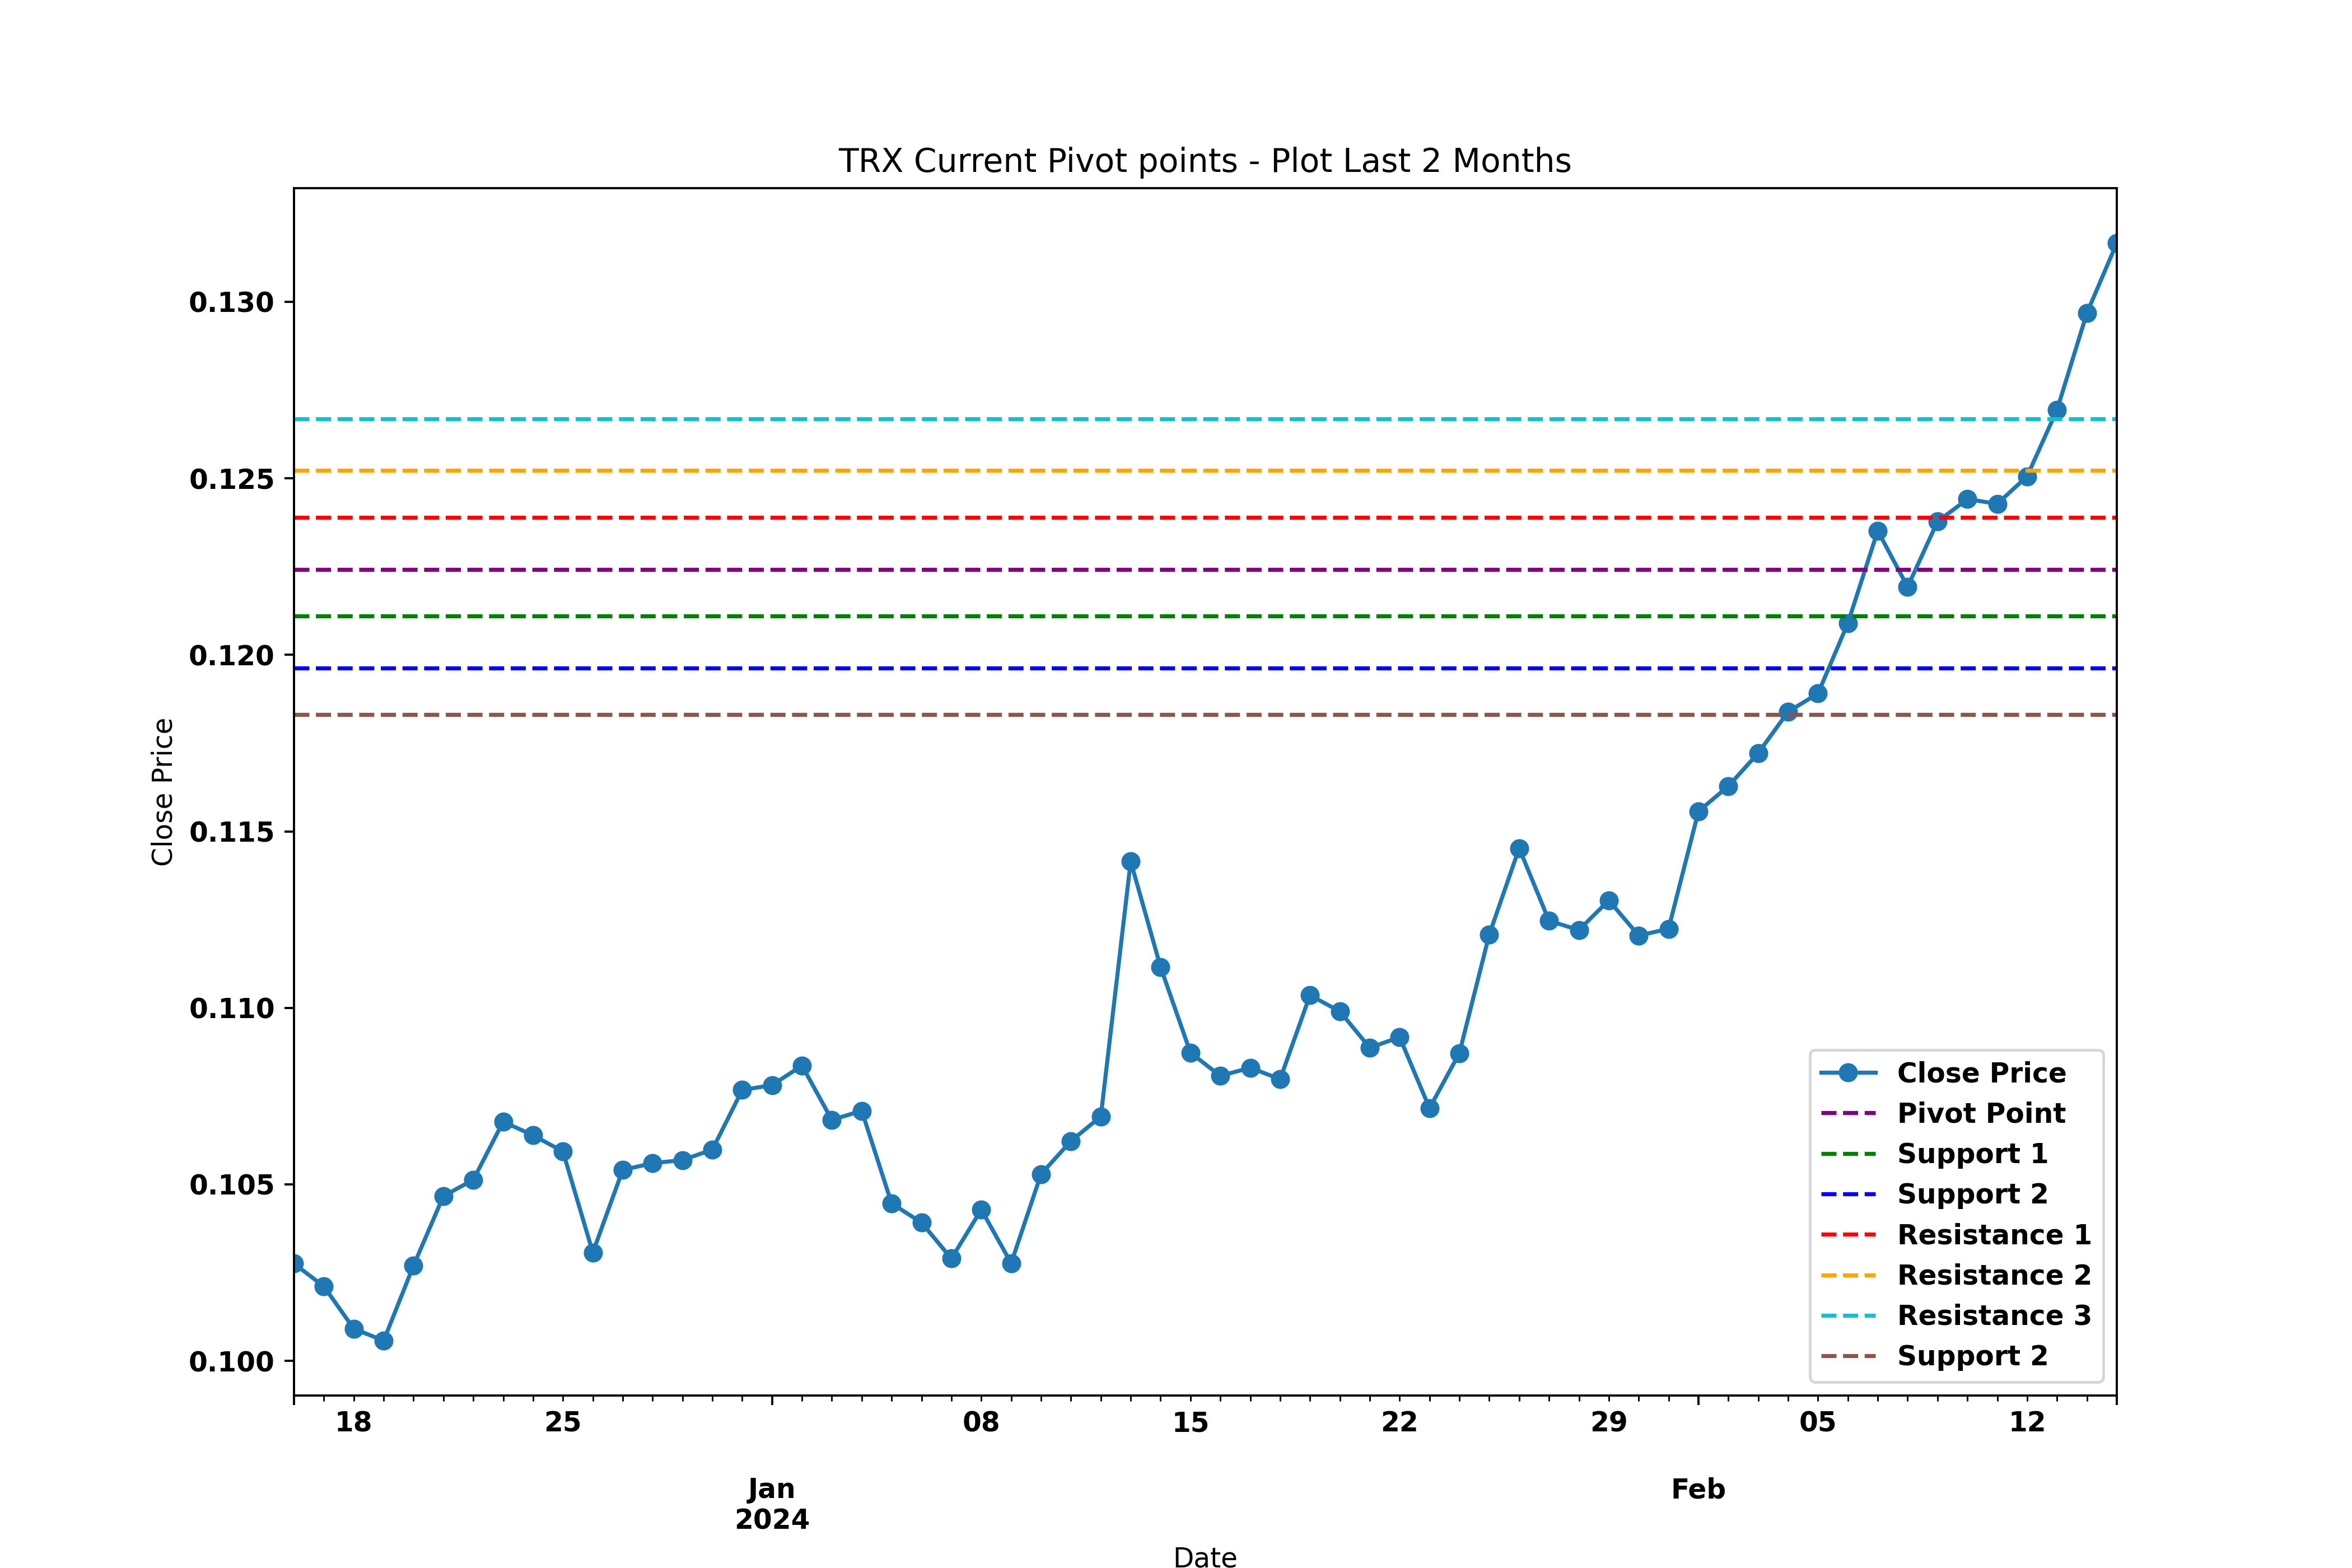 TRX Current Pivot points - Plot Last 2 Months
0.130
0.125
0.120
0.115
0.110
0.105
0.100
Close Price
Close Price
Pivot Point
Support 1
Support 2
Resistance 1
Resistance 2
Resistance 3
Support 2
18 25 08 15 22 29 05 12
Jan Feb
2024
Date